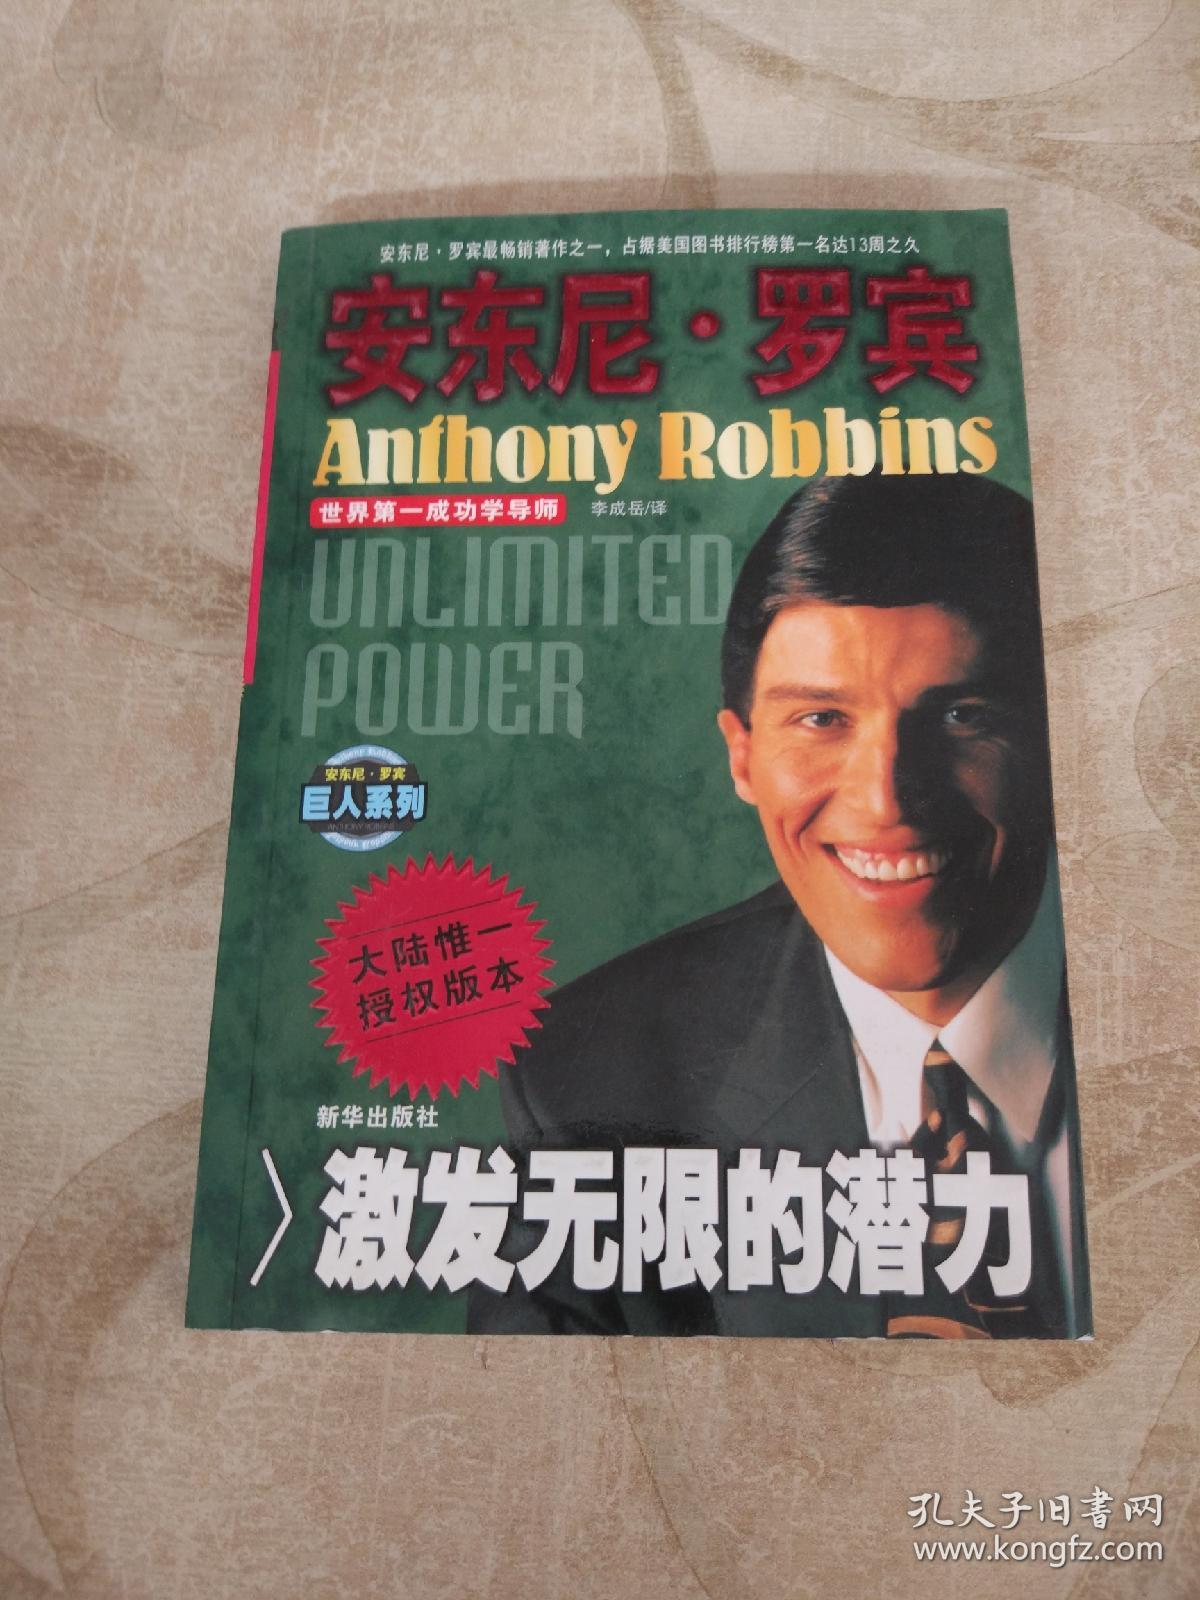 安东尼·罗宾最畅销著作之一，占据美国图书排行榜第一名达13周之久
安东尼·罗宾
Anthony Robbins
世界第一成功学导师 李成岳/译
UNLIMITED
POWER
安东尼·罗宾
巨人系列
ANTHONY ROBBINS
大陆惟一
授权版本
新华出版社
〉激发无限的潜力
孔夫子旧书网
www.kongfz.com